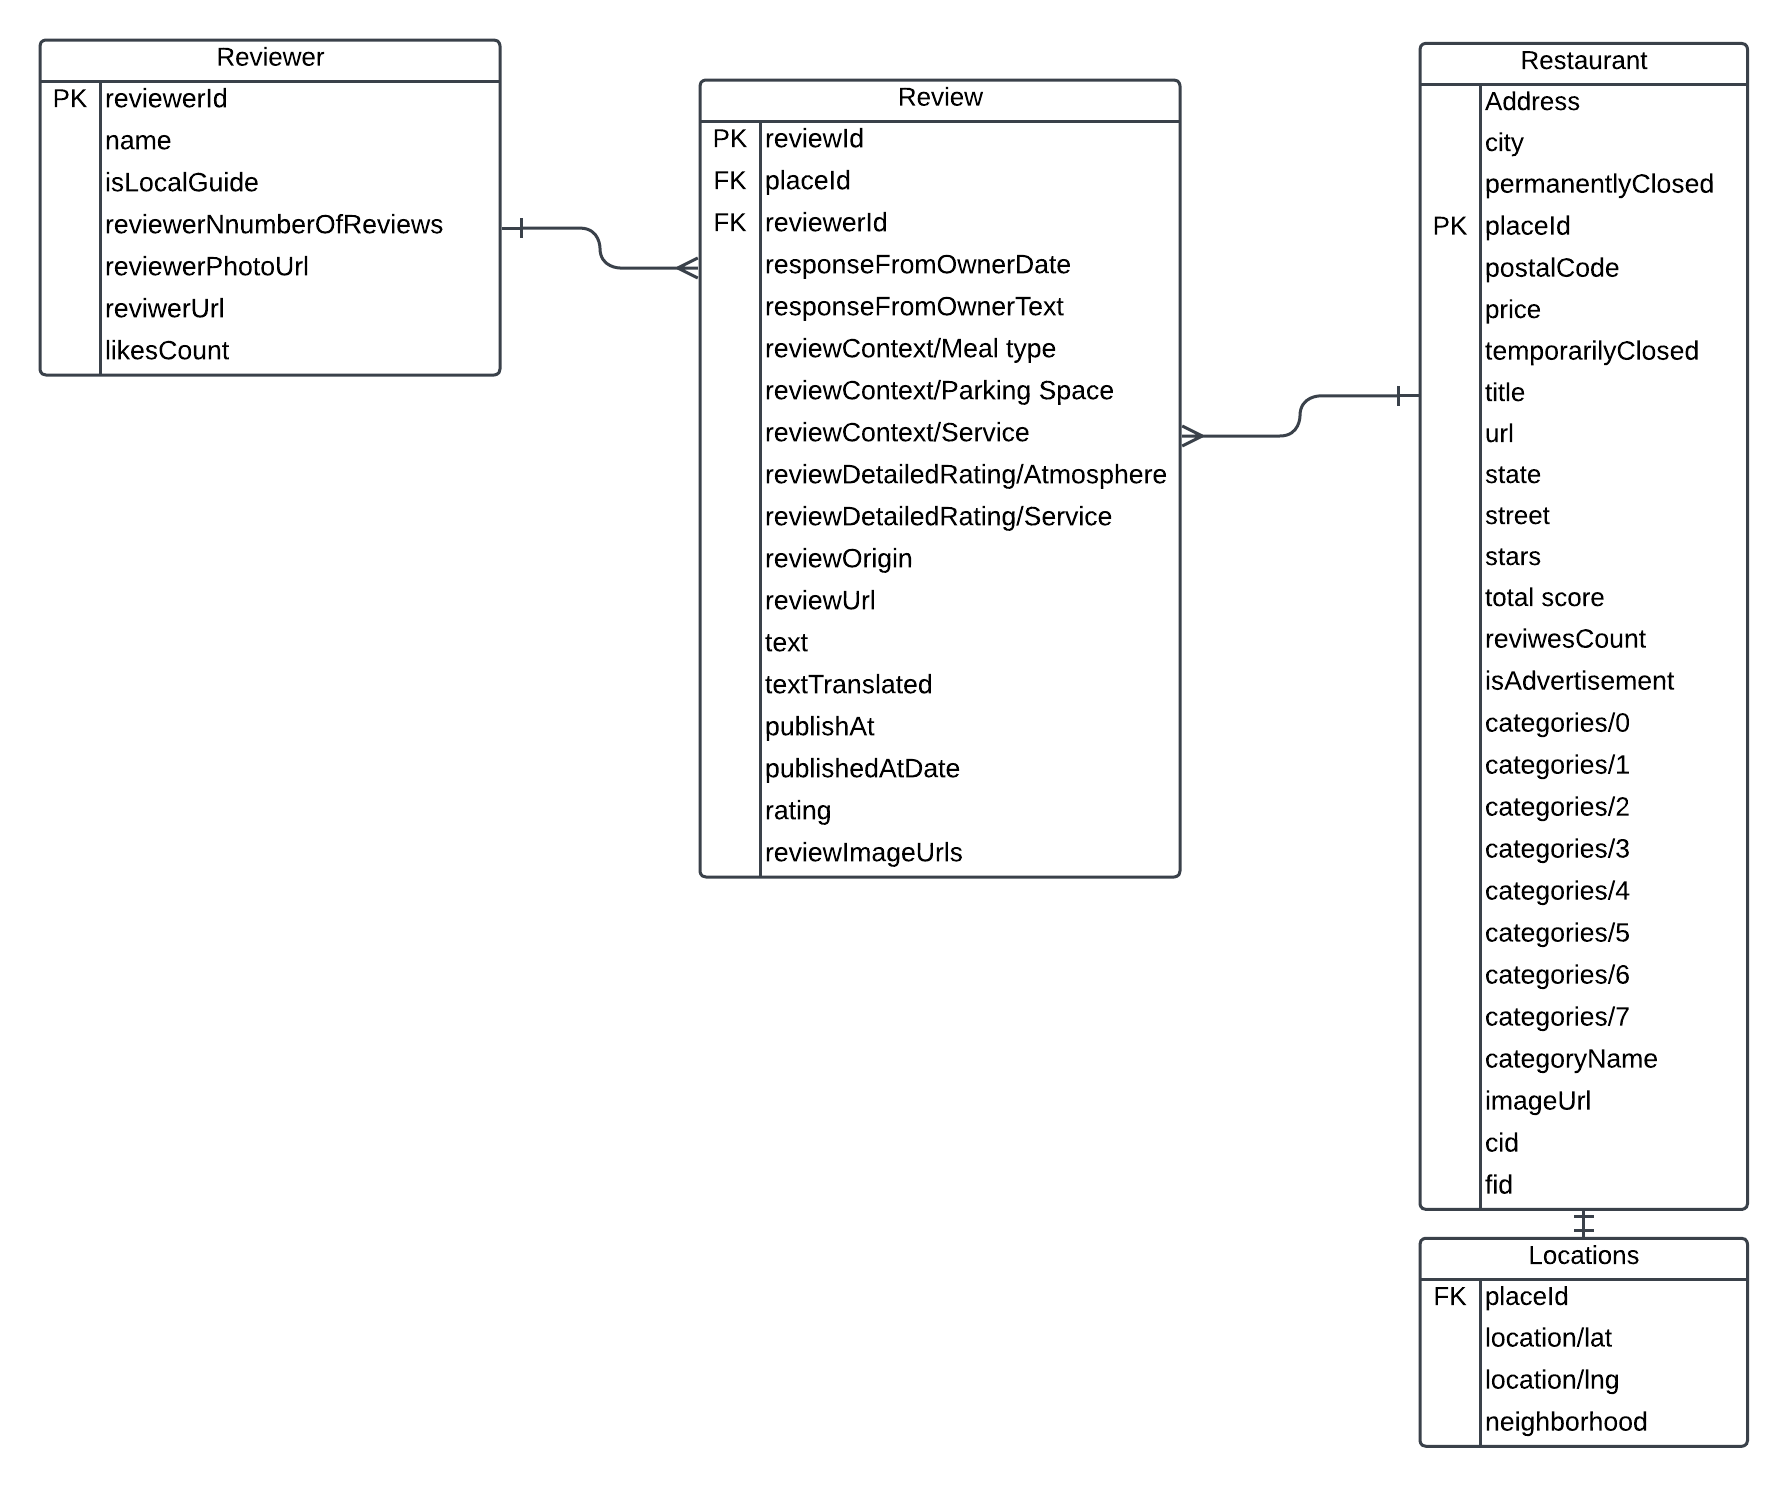 Reviewer
PK reviewerId
name
isLocalGuide
reviewerNnumberOfReviews
reviewerPhotoUrl
reviwerUrl
likesCount
Review
PK reviewId
FK placeId
FK reviewerId
responseFromOwnerDate
responseFromOwnerText
reviewContext/Meal type
reviewContext/Parking Space
reviewContext/Service
reviewDetailedRating/Atmosphere
reviewDetailedRating/Service
reviewOrigin
reviewUrl
text
textTranslated
publishAt
publishedAtDate
rating
reviewImageUrls
Restaurant
Address
city
permanentlyClosed
PK placeId
postalCode
price
temporarilyClosed
title
url
state
street
stars
total score
reviwesCount
isAdvertisement
categories/0
categories/1
categories/2
categories/3
categories/4
categories/5
categories/6
categories/7
categoryName
imageUrl
cid
fid
Locations
FK placeId
location/lat
location/lng
neighborhood